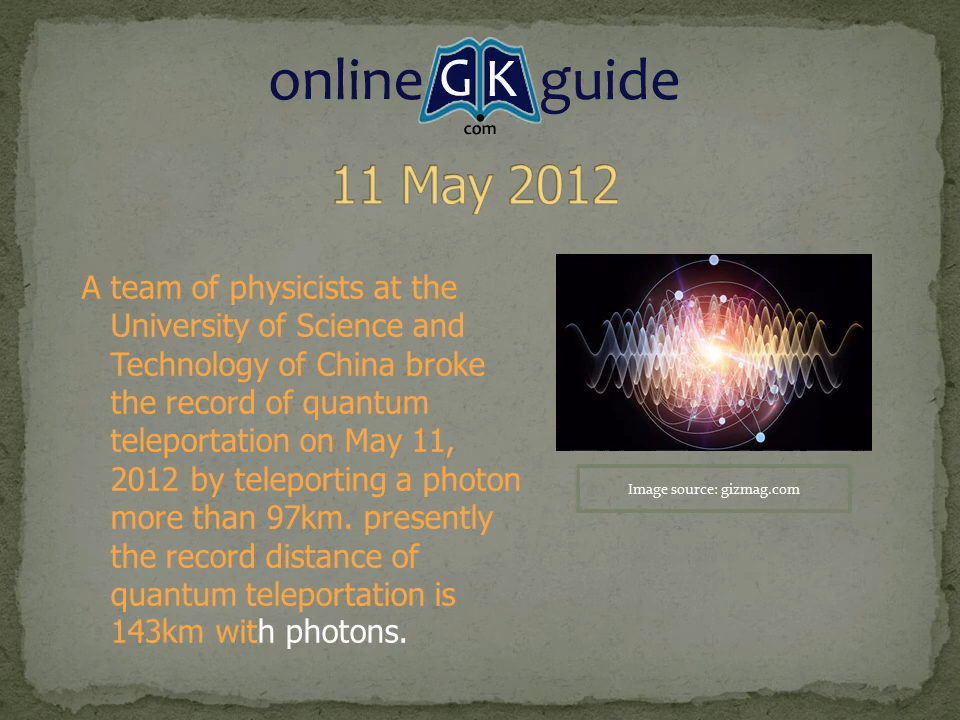 online GK guide
.com
11 May 2012
A team of physicists at the
University of Science and
Technology of China broke
the record of quantum
teleportation on May 11,
2012 by teleporting a photon
more than 97km. presently
the record distance of
quantum teleportation is
143km with photons.
Image source: gizmag.com